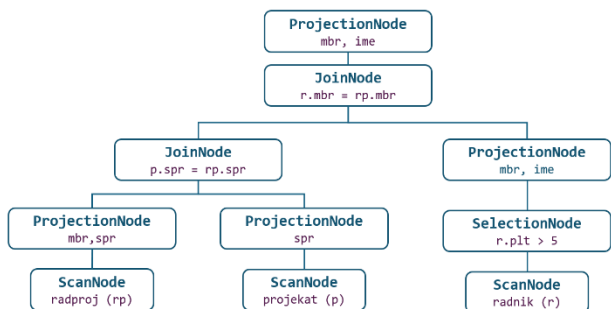 ProjectionNode
mbr, ime
JoinNode
r.mbr = rp.mbr
JoinNode
p.spr = rp.spr
ProjectionNode
mbr, ime
ProjectionNode
mbr,spr
ProjectionNode
spr
SelectionNode
r.plt > 5
ScanNode
radproj (rp)
ScanNode
projekat (p)
ScanNode
radnik (r)